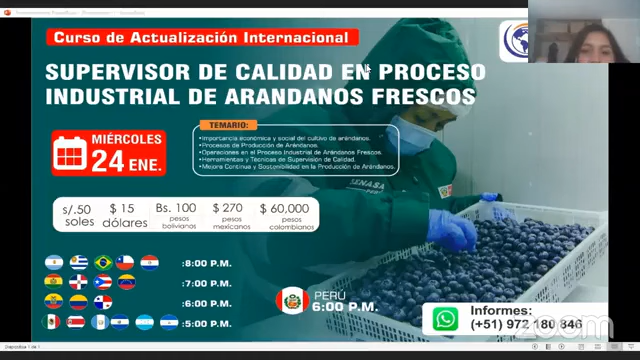 Curso de Actualización Internacional
SUPERVISOR DE CALIDAD EN PROCESO
INDUSTRIAL DE ARANDANOS FRESCOS
MIÉRCOLES
24 ENE.
TEMARIO:
•Importancia económica y social del cultivo de arándanos.
•Procesos de Producción de Arándanos.
•Operaciones en el Proceso Industrial de Arándanos Frescos.
•Herramientas y Técnicas de Supervisión de Calidad.
•Mejora Continua y Sostenibilidad en la Producción de Arándanos.
SENASA
s/.50 soles
$ 15 dólares
Bs. 100 pesos bolivianos
$ 270 pesos mexicanos
$ 60,000 pesos colombianos
:8:00 P.M.
:7:00 P.M.
:6:00 P.M.
:5:00 P.M.
PERÚ
6:00 P.M.
Informes:
(+51) 972 180 846
zoom